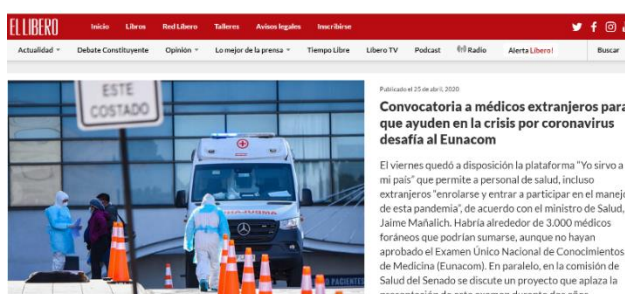 EL LIBERO
Inicio Libros Red Líbero Talleres Avisos legales Inscribirse
Actualidad Debate Constituyente Opinión Lo mejor de la prensa Tiempo Libre Líbero TV Podcast Radio Alerta Líbero! Buscar
ESTE
COSTADO
AMBULANCIA
PACIENTES
Publicado el 25 de abril, 2020
Convocatoria a médicos extranjeros para
que ayuden en la crisis por coronavirus
desafía al Eunacom
El viernes quedó a disposición la plataforma "Yo sirvo a
mi país" que permite a personal de salud, incluso
extranjeros "enrolarse y entrar a participar en el manejo
de esta pandemia", de acuerdo con el ministro de Salud,
Jaime Mañalich. Habría alrededor de 3.000 médicos
foráneos que podrían sumarse, aunque no hayan
aprobado el Examen Único Nacional de Conocimientos
de Medicina (Eunacom). En paralelo, en la comisión de
Salud del Senado se discute un proyecto que aplaza la